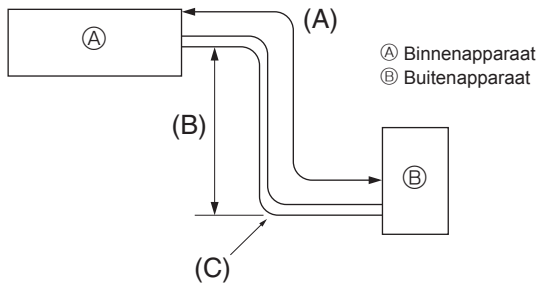 (A)
Ⓐ
Ⓐ Binnenapparaat
Ⓑ Buitenapparaat
(B)
Ⓑ
(C)